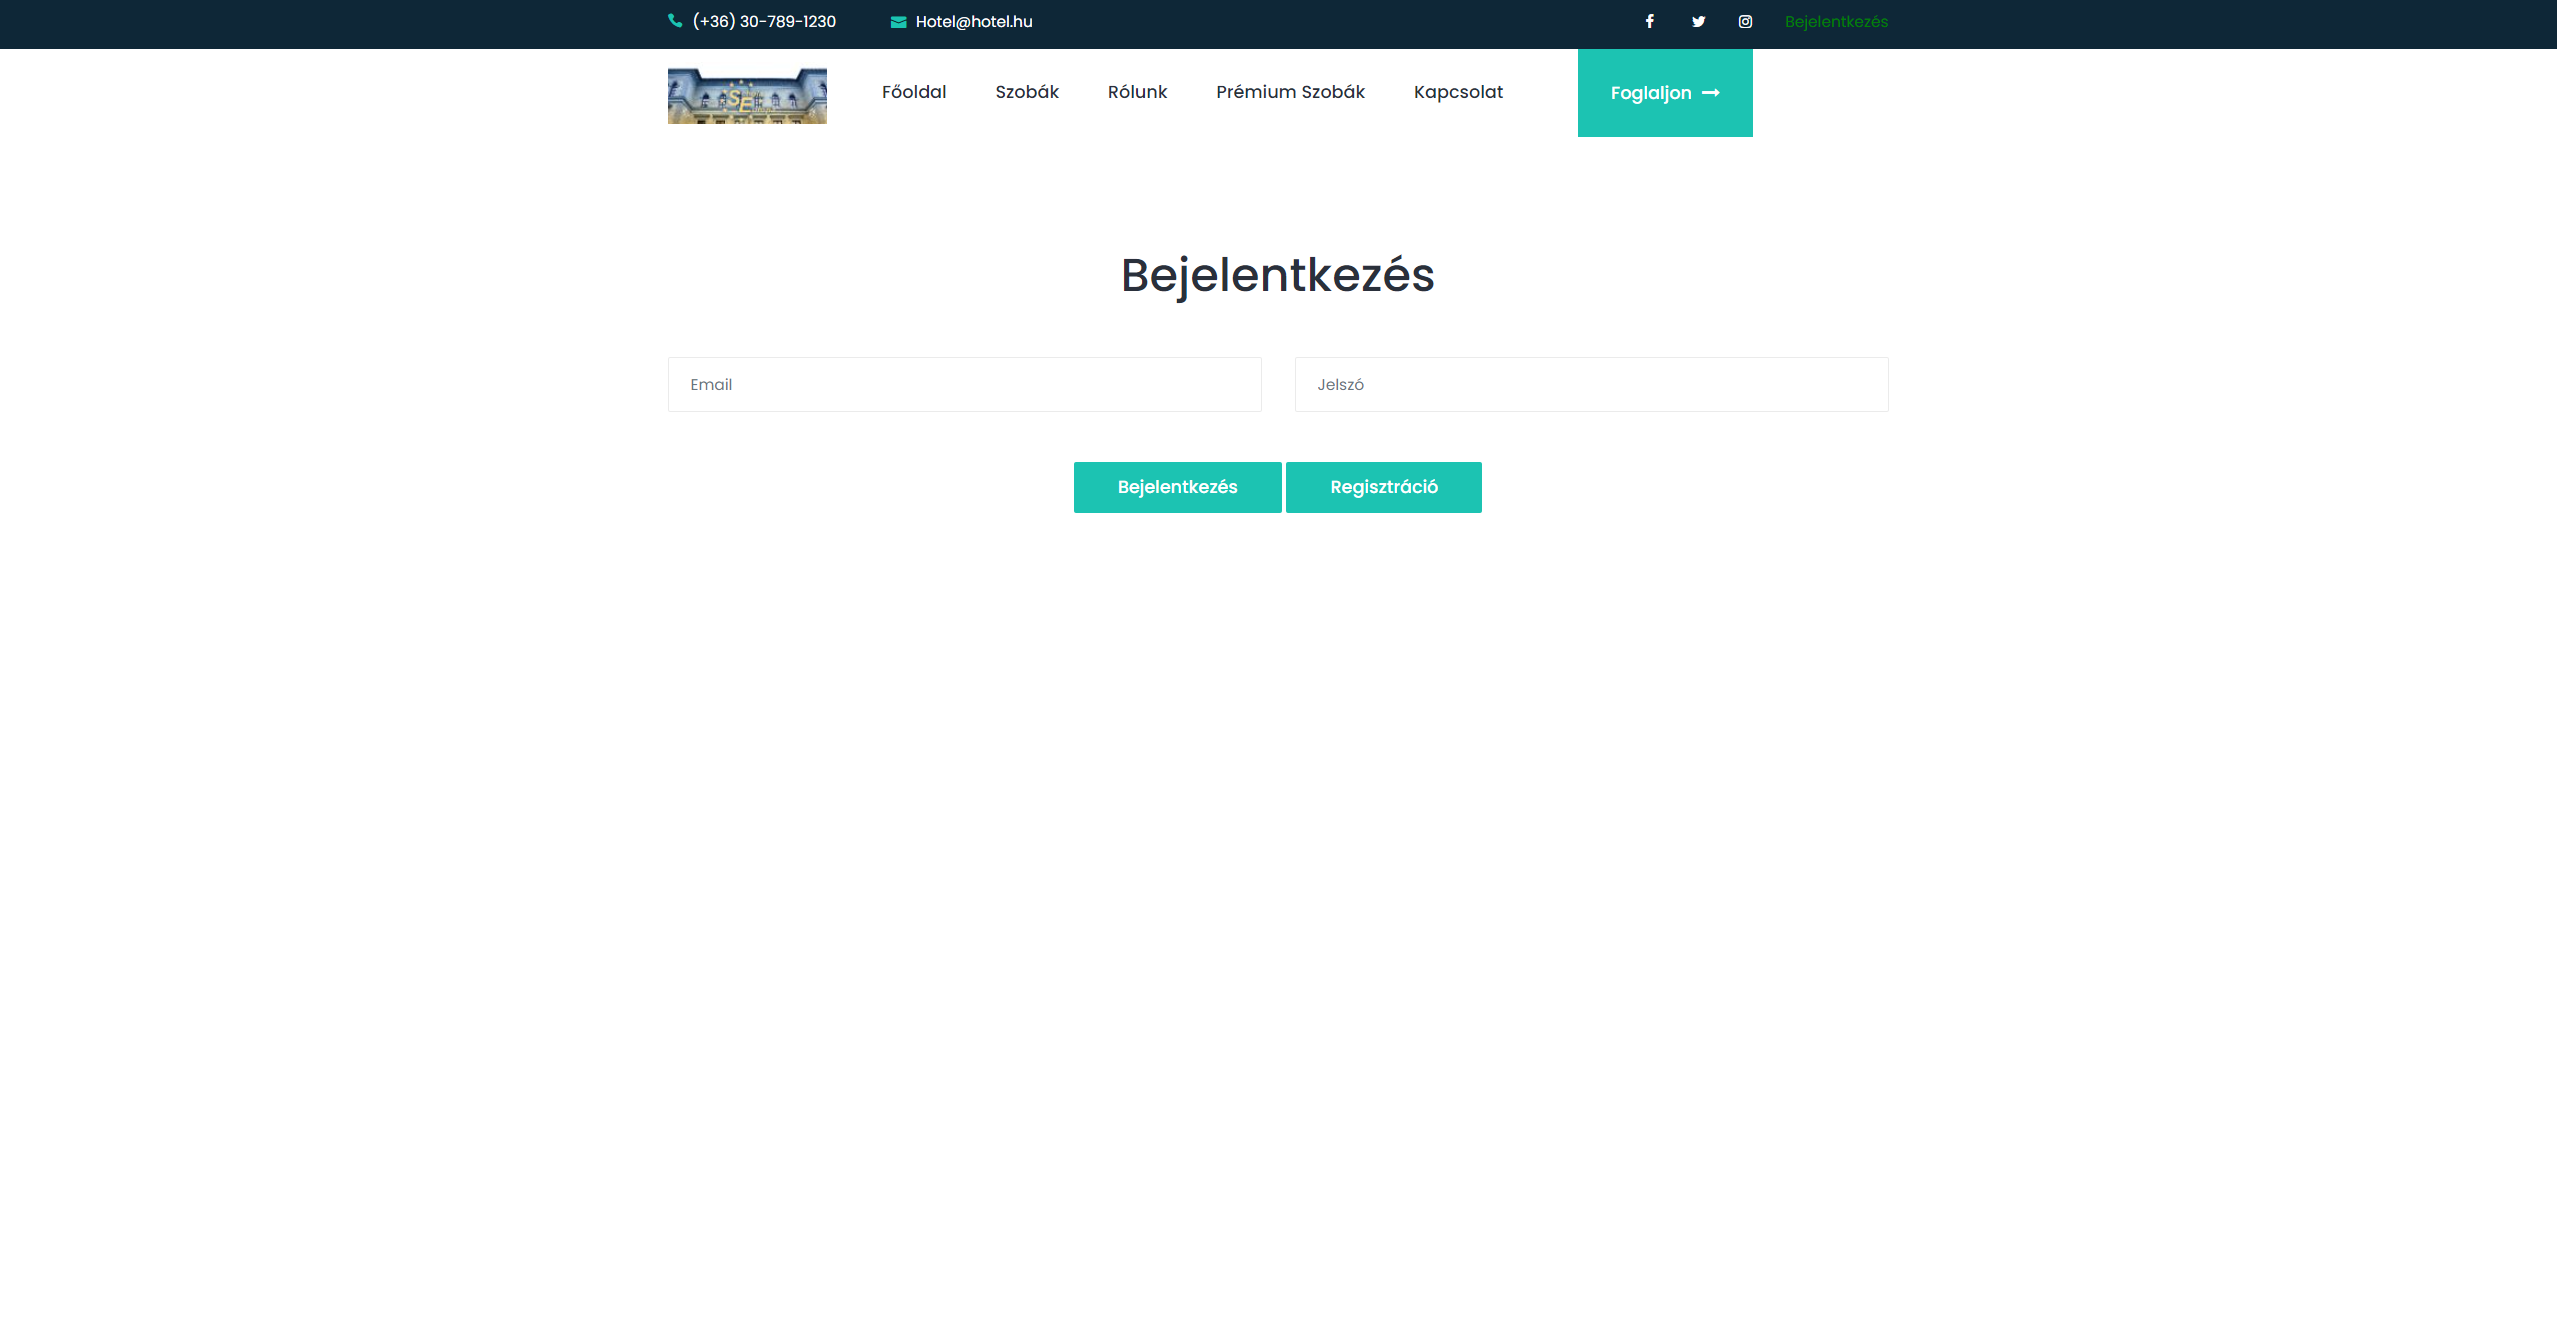 (+36) 30-789-1230 Hotel@hotel.hu Bejelentkezés
SE
Főoldal Szobák Rólunk Prémium Szobák Kapcsolat Foglaljon
Bejelentkezés
Email Jelszó
Bejelentkezés Regisztráció